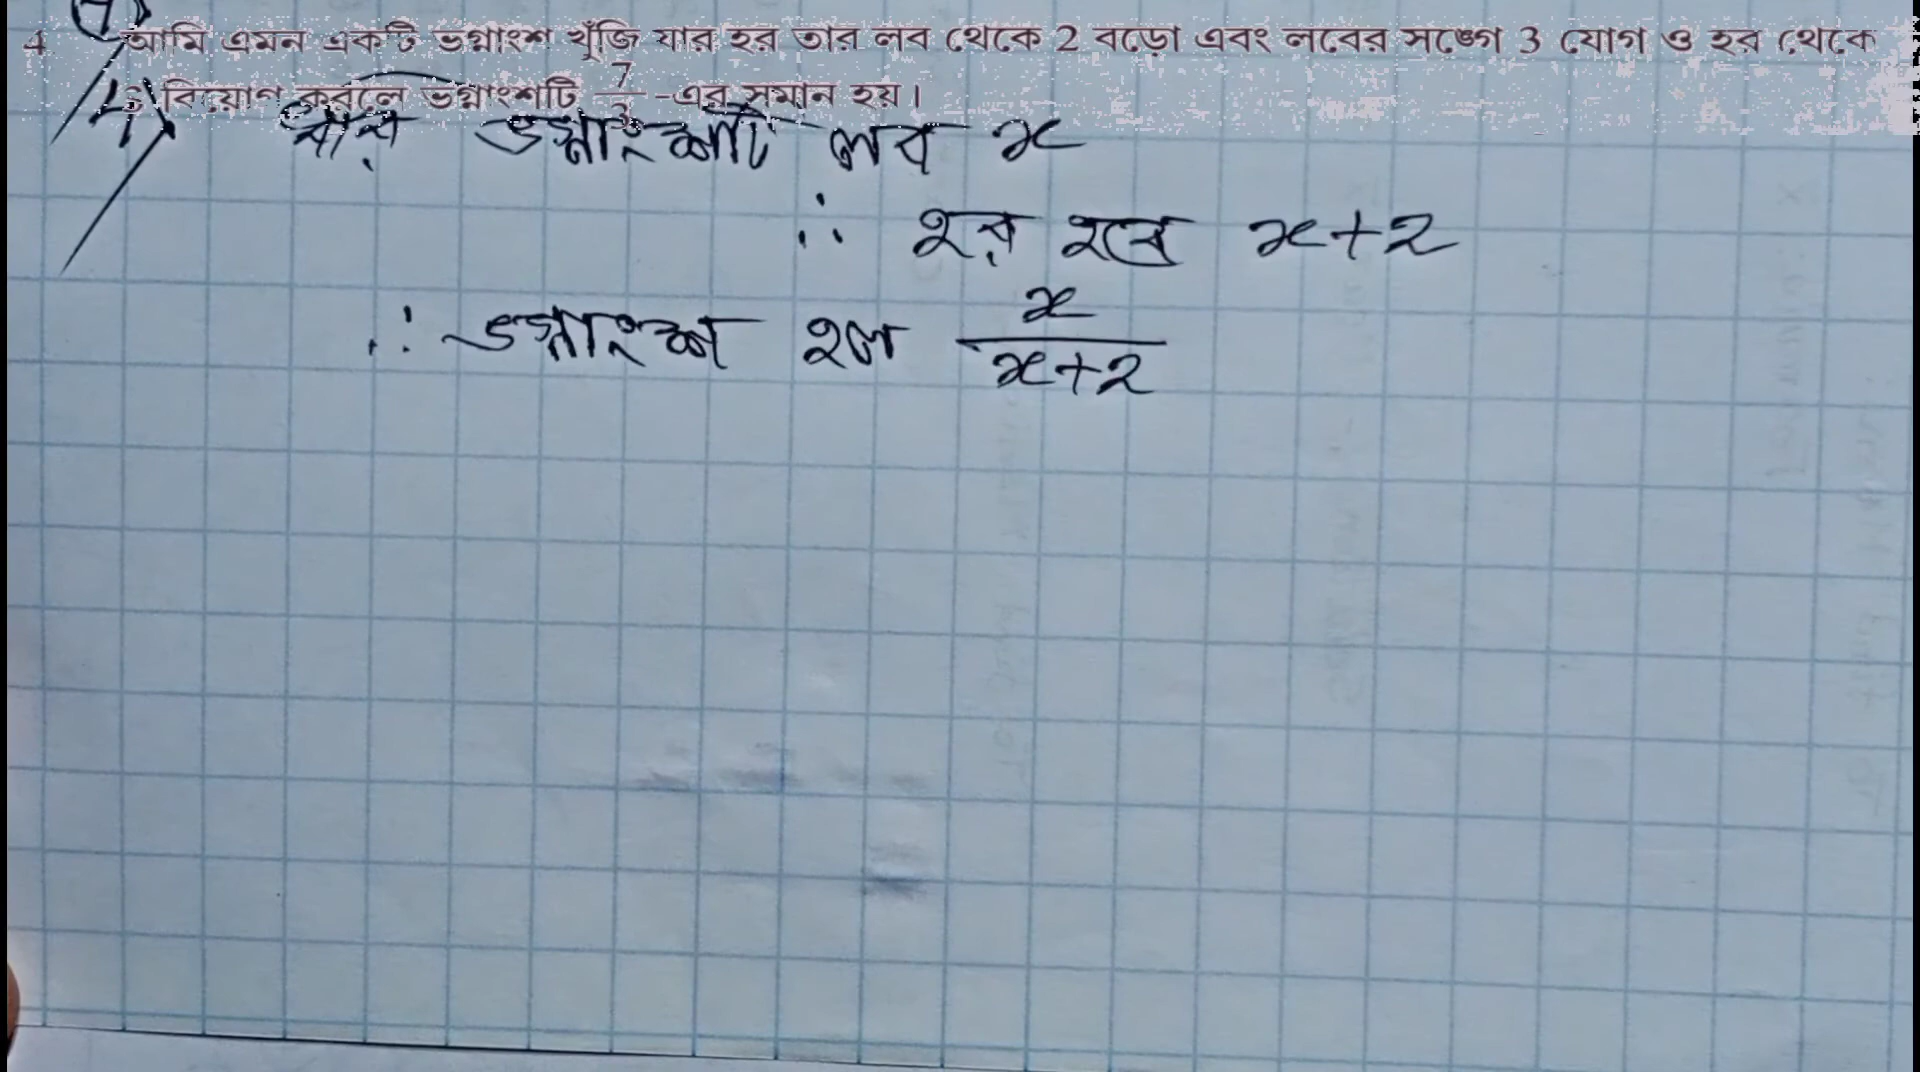 4. আমি এমন একটি ভগ্নাংশ খুঁজি যার হর তার লব থেকে 2 বড়ো এবং লবের সঙ্গে 3 যোগ ও হর থেকে
বিয়োগ করলে ভগ্নাংশটি 7/3 -এর সমান হয়।
4) ভগ্নাংশটি লব x
∴ হর হবে x+2
∴ ভগ্নাংশ হল x/x+2